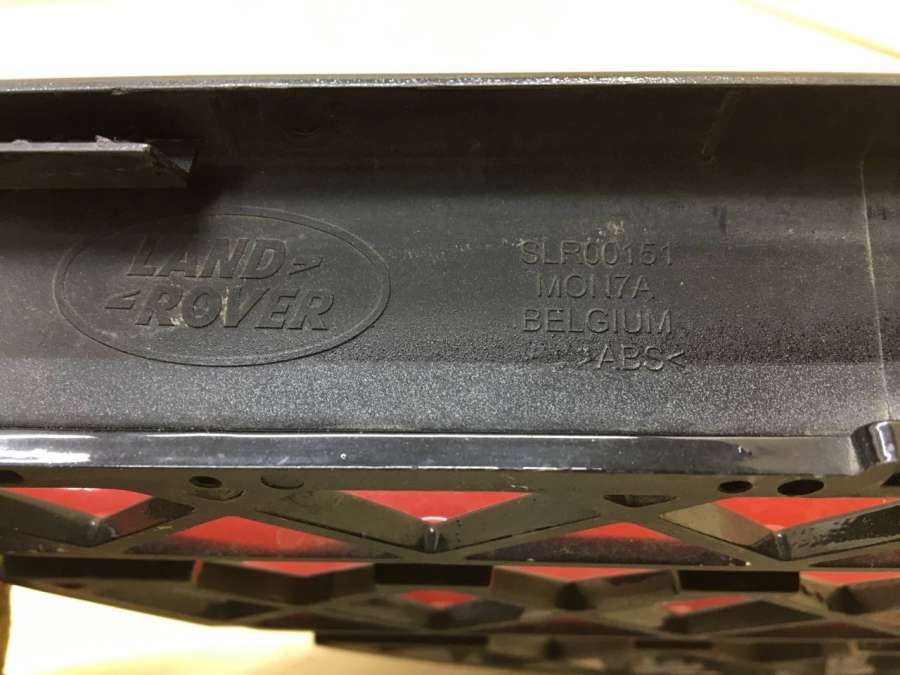 LAND
ROVER
SLR00151
MON7A
BELGIUM
>ABS<